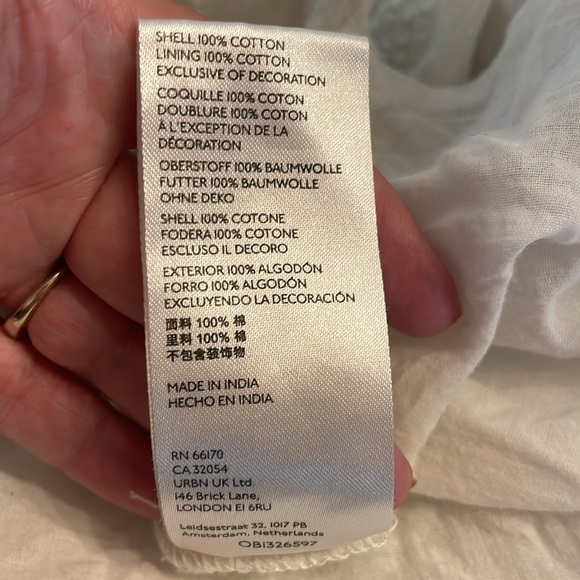 SHELL 100% COTTON
LINING 100% COTTON
EXCLUSIVE OF DECORATION
COQUILLE 100% COTON
DOUBLURE 100% COTON
À L'EXCEPTION DE LA
DÉCORATION
OBERSTOFF 100% BAUMWOLLE
FUTTER 100% BAUMWOLLE
OHNE DEKO
SHELL 100% COTONE
FODERA 100% COTONE
ESCLUSO IL DECORO
EXTERIOR 100% ALGODÓN
FORRO 100% ALGODÓN
EXCLUYENDO LA DECORACIÓN
面料 100% 棉
里料 100% 棉
不包含装饰物
MADE IN INDIA
HECHO EN INDIA
RN 66170
CA 32054
URBN UK Ltd.
146 Brick Lane,
LONDON E1 6RU
Leidsestraat 32, 1017 PB
Amsterdam, Netherlands
OB1326597